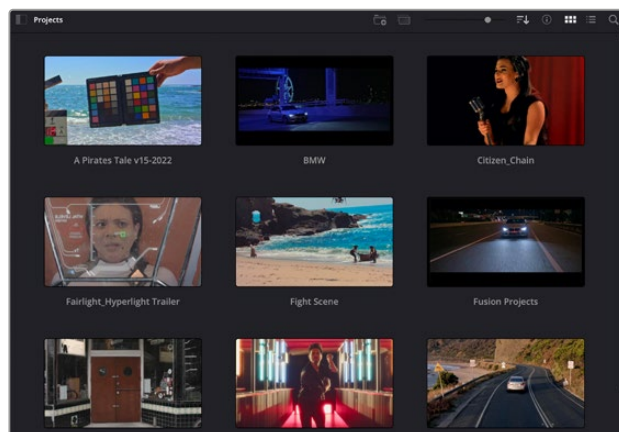 Projects
A Pirates Tale v15-2022
BMW
Citizen_Chain
Fairlight_Hyperlight Trailer
Fight Scene
Fusion Projects